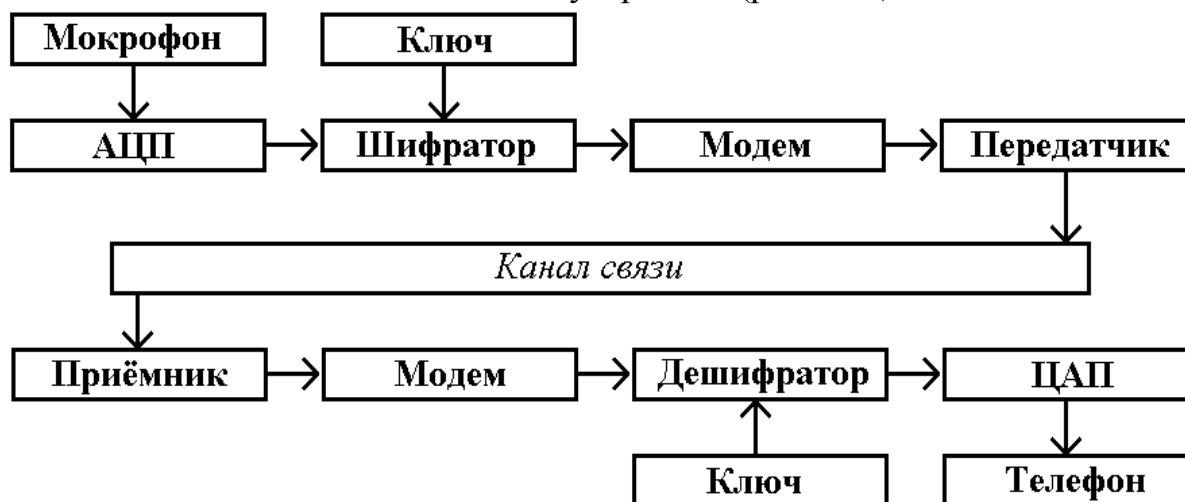 Мокрофон
Ключ
АЦП
Шифратор
Модем
Передатчик
Канал связи
Приёмник
Модем
Дешифратор
ЦАП
Ключ
Телефон